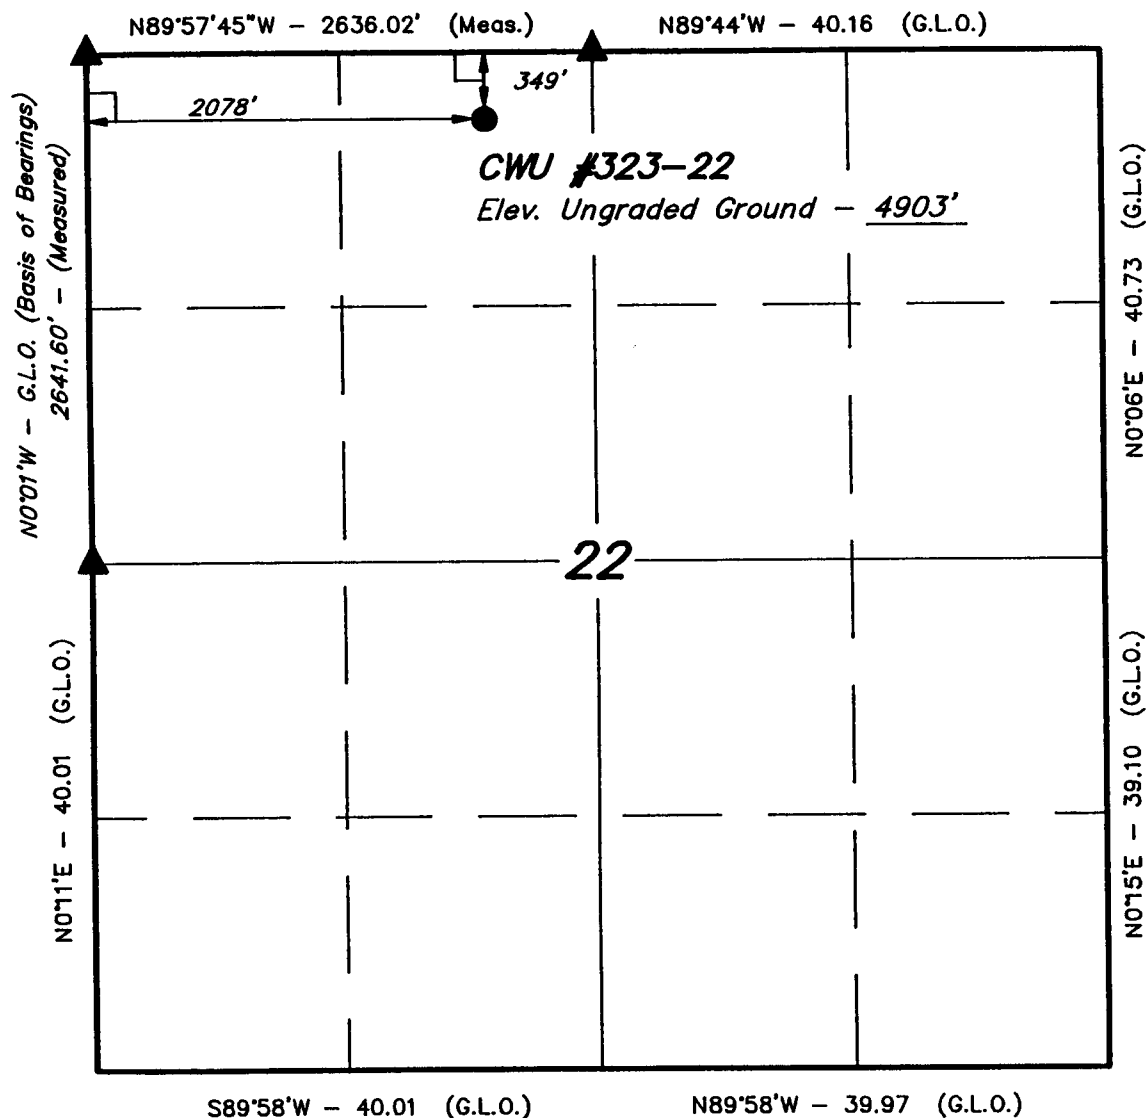 N89°57'45"W – 2636.02' (Meas.)
N89°44'W – 40.16 (G.L.O.)
349'
2078'
CWU #323–22
Elev. Ungraded Ground – 4903'
N0°01'W – G.L.O. (Basis of Bearings)
2641.60' – (Measured)
N0°06'E – 40.73 (G.L.O.)
22
N0°11'E – 40.01 (G.L.O.)
N0°15'E – 39.10 (G.L.O.)
S89°58'W – 40.01 (G.L.O.)
N89°58'W – 39.97 (G.L.O.)